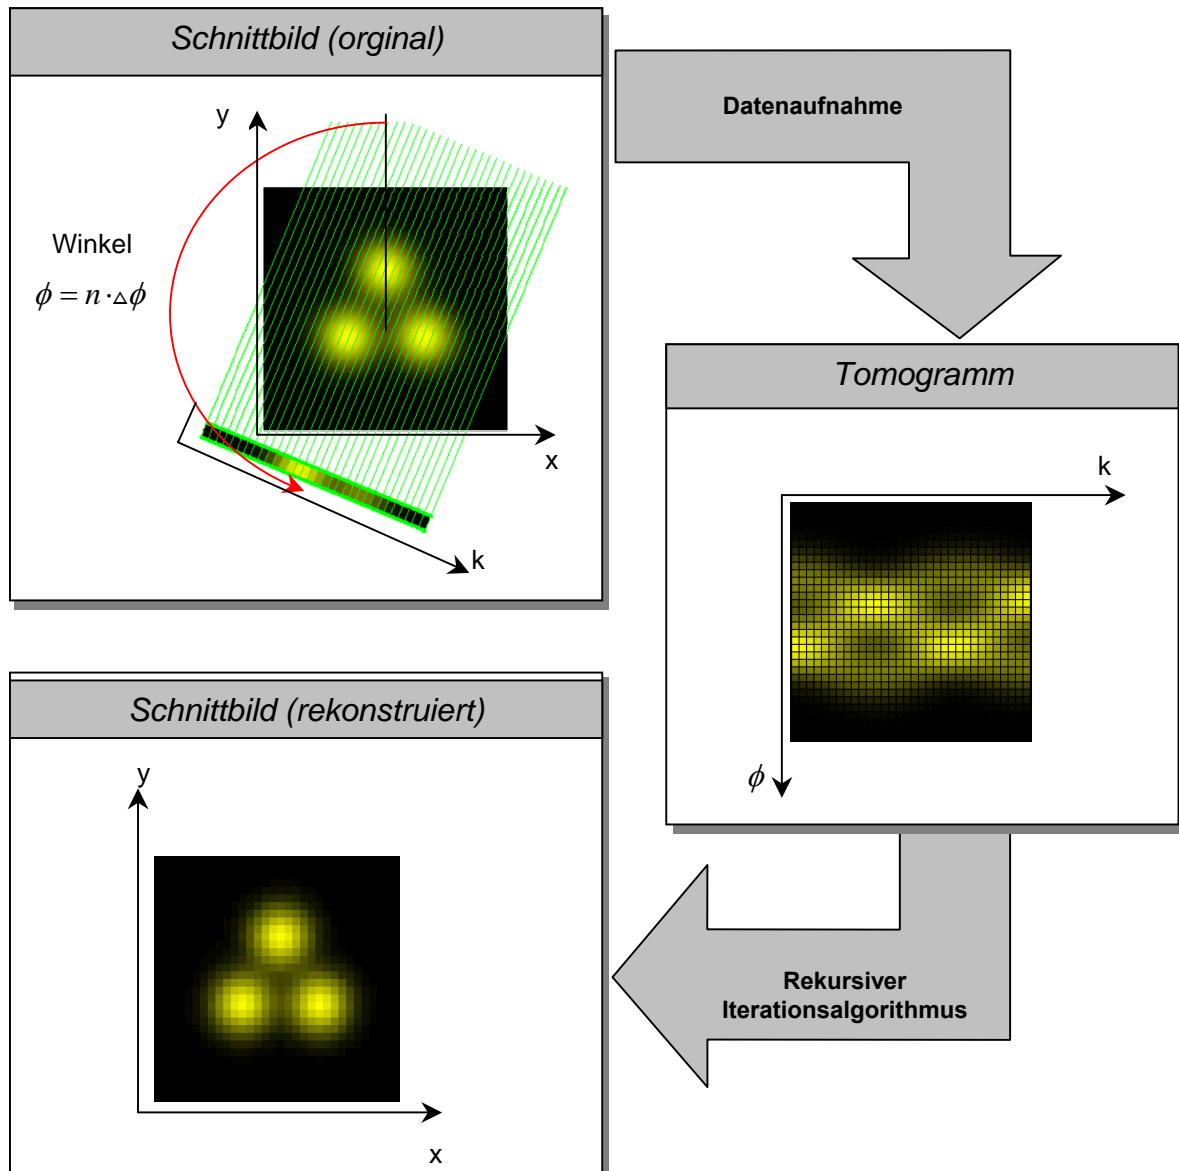 Schnittbild (orginal)
Datenaufnahme
y
Winkel
ϕ = n · △ϕ
x
k
Tomogramm
k
ϕ
Schnittbild (rekonstruiert)
y
x
Rekursiver
Iterationsalgorithmus